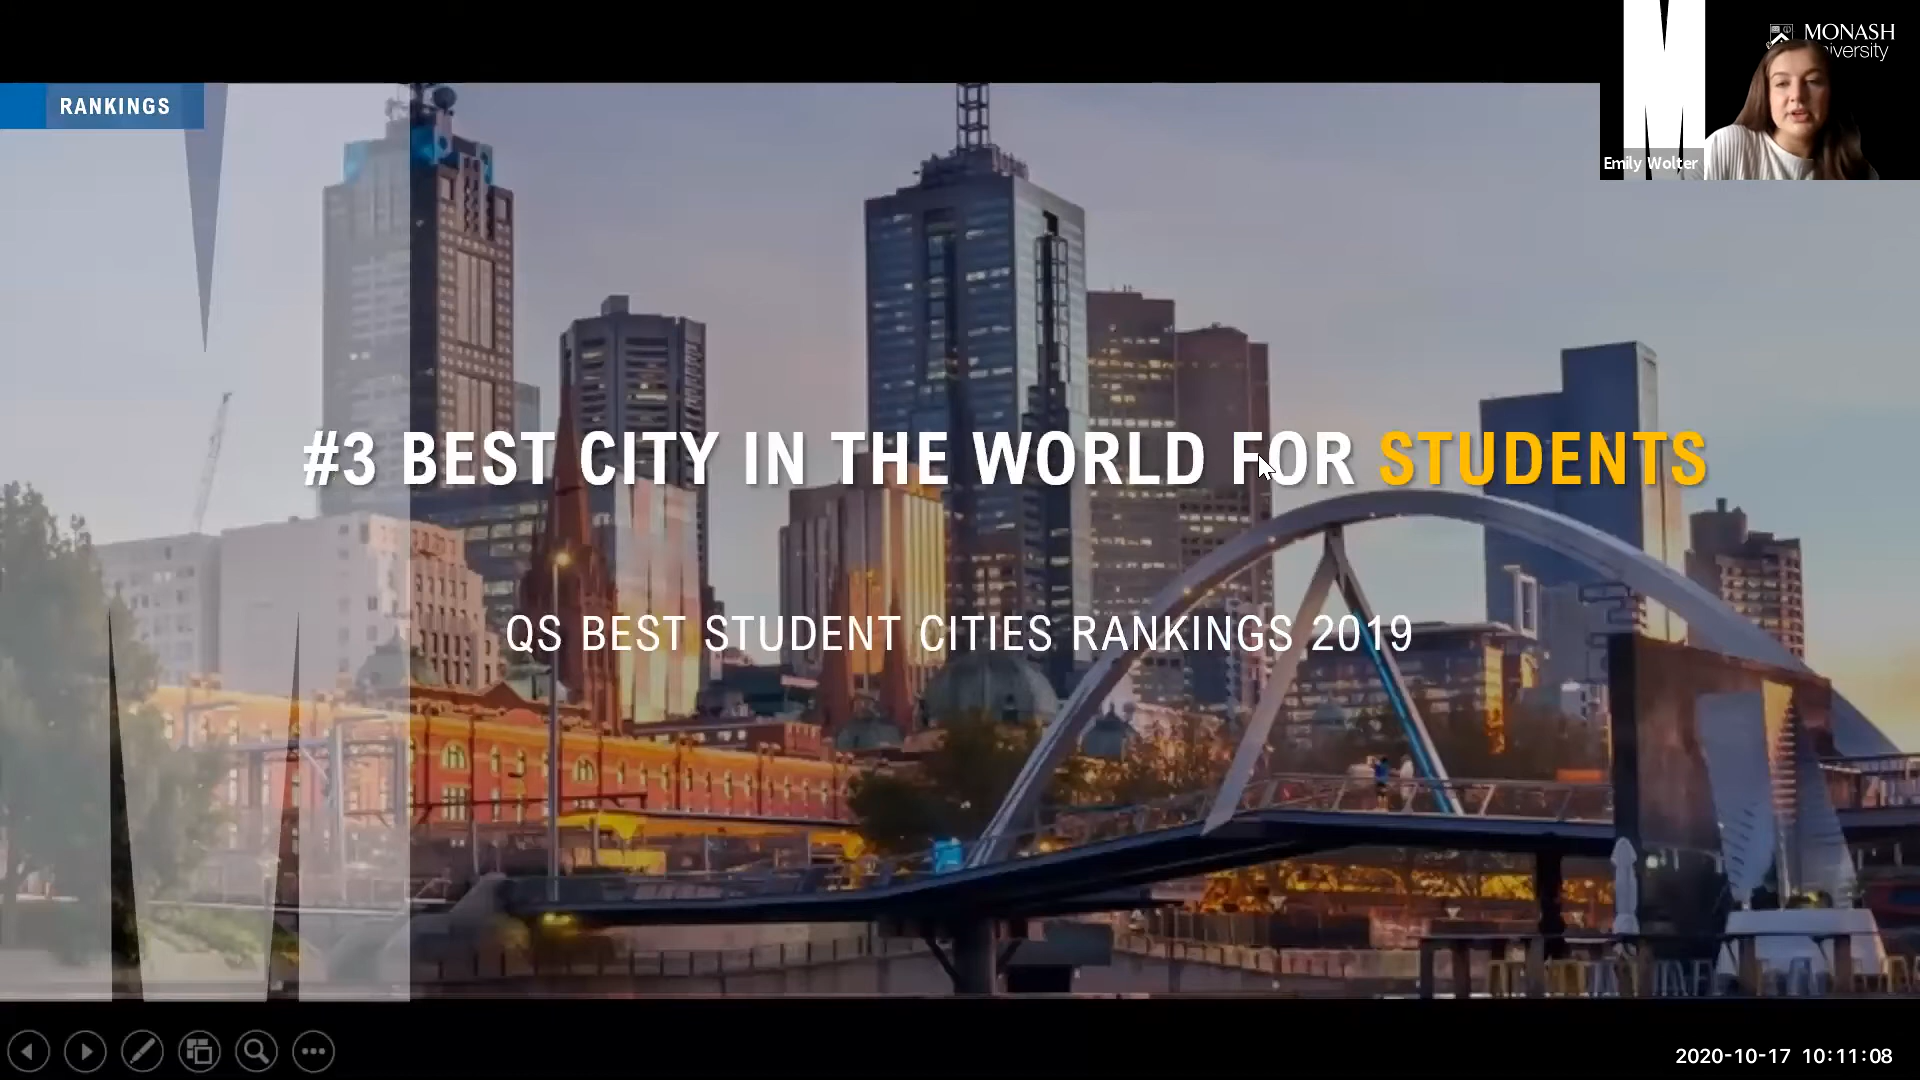 MONASH
University
RANKINGS
Emily Wolter
#3 BEST CITY IN THE WORLD FOR STUDENTS
QS BEST STUDENT CITIES RANKINGS 2019
2020-10-17 10:11:08